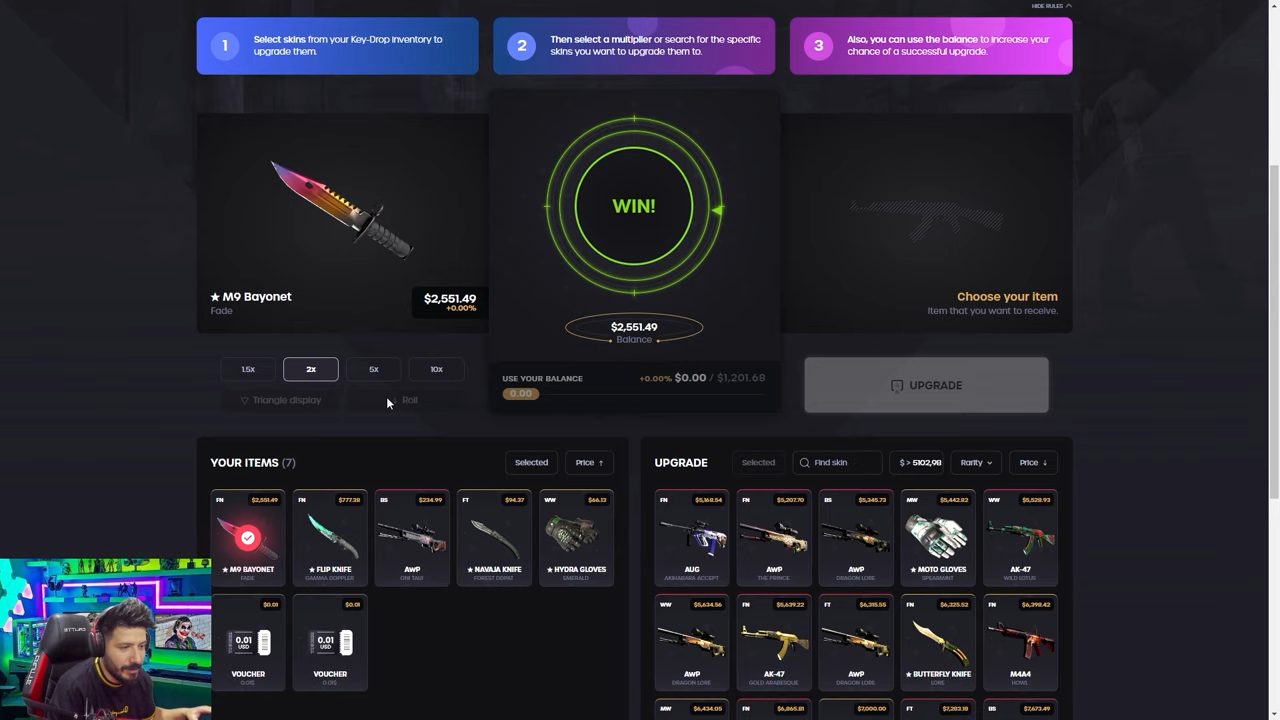 HIDE RULES
1
Select skins from your Key-Drop inventory to
upgrade them.
2
Then select a multiplier or search for the specific
skins you want to upgrade them to.
3
Also, you can use the balance to increase your
chance of a successful upgrade.
WIN!
★ M9 Bayonet
Fade
$2,551.49
+0.00%
$2,551.49
Balance
Choose your item
Item that you want to receive.
1.5X
2X
5X
10X
Triangle display
Roll
USE YOUR BALANCE
+0.00% $0.00 / $1,201.68
0.00
UPGRADE
YOUR ITEMS (7)
Selected
Price ↑
FN $2,551.49
★ M9 BAYONET
FADE
FN $777.38
★ FLIP KNIFE
GAMMA DOPPLER
BS $234.99
AWP
ONI TAIJI
FT $94.37
★ NAVAJA KNIFE
FOREST DDPAT
WW $66.13
★ HYDRA GLOVES
EMERALD
$0.01
0.01
USD
VOUCHER
0.01$
$0.01
0.01
USD
VOUCHER
0.01$
UPGRADE
Selected
Find skin
$ > 5102,98
Rarity
Price ↓
FN $5,168.54
AUG
AKIHABARA ACCEPT
FN $5,207.70
AWP
THE PRINCE
BS $5,345.73
AWP
DRAGON LORE
MW $5,442.82
★ MOTO GLOVES
SPEARMINT
WW $5,528.93
AK-47
WILD LOTUS
WW $5,634.56
AWP
DRAGON LORE
FN $5,639.22
AK-47
GOLD ARABESQUE
FT $6,315.55
AWP
DRAGON LORE
FN $6,325.52
★ BUTTERFLY KNIFE
LORE
FN $6,398.42
M4A4
HOWL
MW $6,434.05
FN $6,865.81
$7,000.00
FT $7,283.18
BS $7,673.49